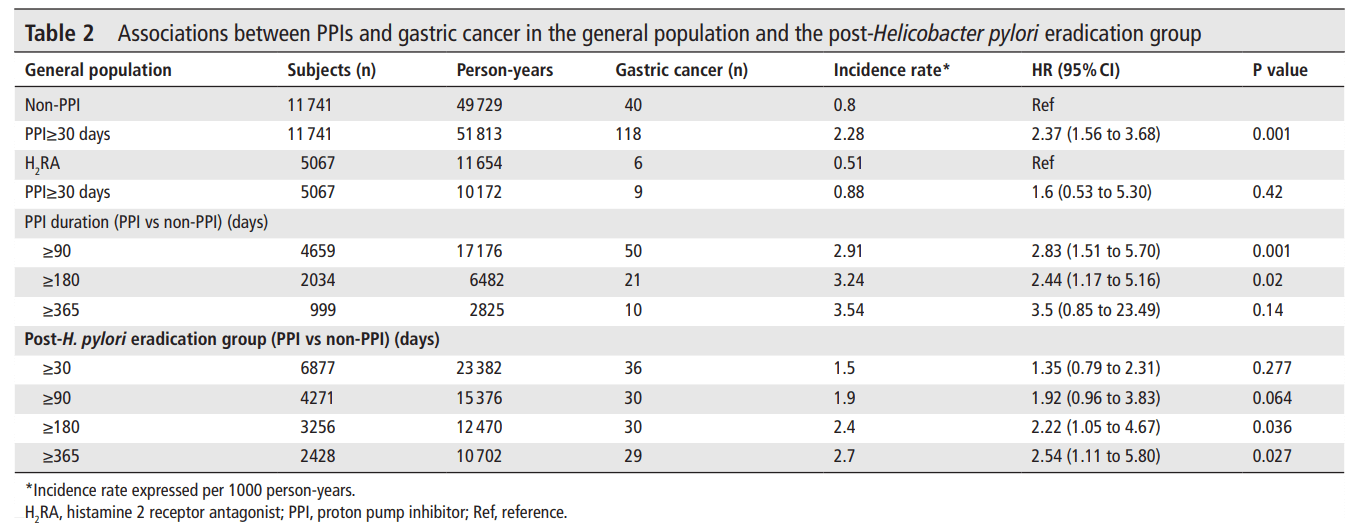 Table 2 Associations between PPIs and gastric cancer in the general population and the post-Helicobacter pylori eradication group
General population Subjects (n) Person-years Gastric cancer (n) Incidence rate* HR (95% CI) P value
Non-PPI 11 741 49 729 40 0.8 Ref
PPI≥30 days 11 741 51 813 118 2.28 2.37 (1.56 to 3.68) 0.001
H2RA 5067 11 654 6 0.51 Ref
PPI≥30 days 5067 10 172 9 0.88 1.6 (0.53 to 5.30) 0.42
PPI duration (PPI vs non-PPI) (days)
≥90 4659 17 176 50 2.91 2.83 (1.51 to 5.70) 0.001
≥180 2034 6482 21 3.24 2.44 (1.17 to 5.16) 0.02
≥365 999 2825 10 3.54 3.5 (0.85 to 23.49) 0.14
Post-H. pylori eradication group (PPI vs non-PPI) (days)
≥30 6877 23 382 36 1.5 1.35 (0.79 to 2.31) 0.277
≥90 4271 15 376 30 1.9 1.92 (0.96 to 3.83) 0.064
≥180 3256 12 470 30 2.4 2.22 (1.05 to 4.67) 0.036
≥365 2428 10 702 29 2.7 2.54 (1.11 to 5.80) 0.027
*Incidence rate expressed per 1000 person-years.
H2RA, histamine 2 receptor antagonist; PPI, proton pump inhibitor; Ref, reference.